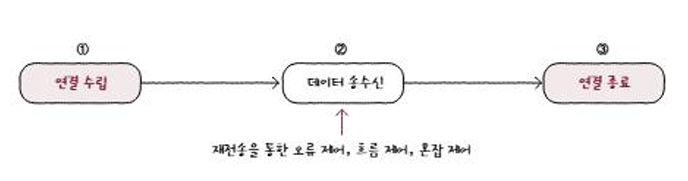 ① ② ③
연결 수립 데이터 송수신 연결 종료
재전송을 통한 오류 제어, 흐름 제어, 혼잡 제어